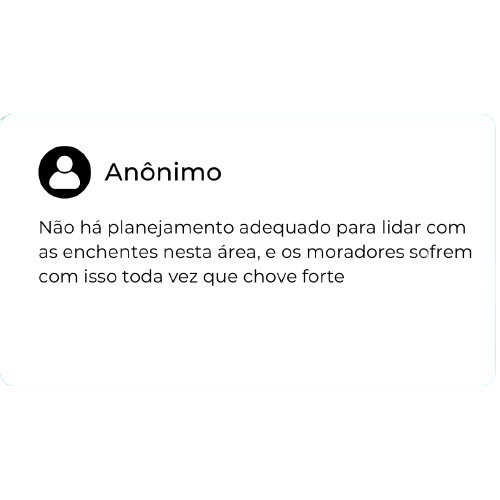 Anônimo
Não há planejamento adequado para lidar com
as enchentes nesta área, e os moradores sofrem
com isso toda vez que chove forte